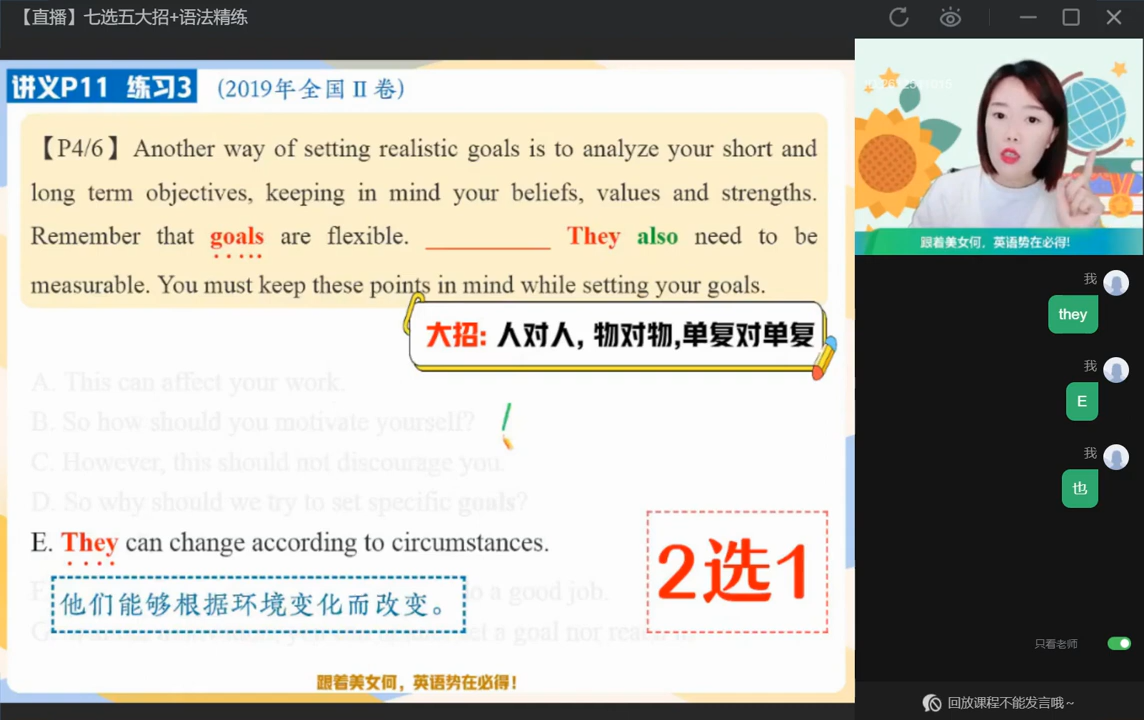 【直播】七选五大招+语法精练
讲义P11 练习3 (2019年全国Ⅱ卷)
【P4/6】Another way of setting realistic goals is to analyze your short and
long term objectives, keeping in mind your beliefs, values and strengths.
Remember that goals are flexible. __________ They also need to be
measurable. You must keep these points in mind while setting your goals.
大招: 人对人, 物对物,单复对单复
A. This can affect your work.
B. So how should you motivate yourself?
C. However, this should not discourage you.
D. So why should we try to set specific goals?
E. They can change according to circumstances.
2选1
F
o a good job.
他们能够根据环境变化而改变。
G.
et a goal nor rea
跟着美女何，英语势在必得!
跟着美女何，英语势在必得!
我
they
我
E
我
也
只看老师
回放课程不能发言哦~